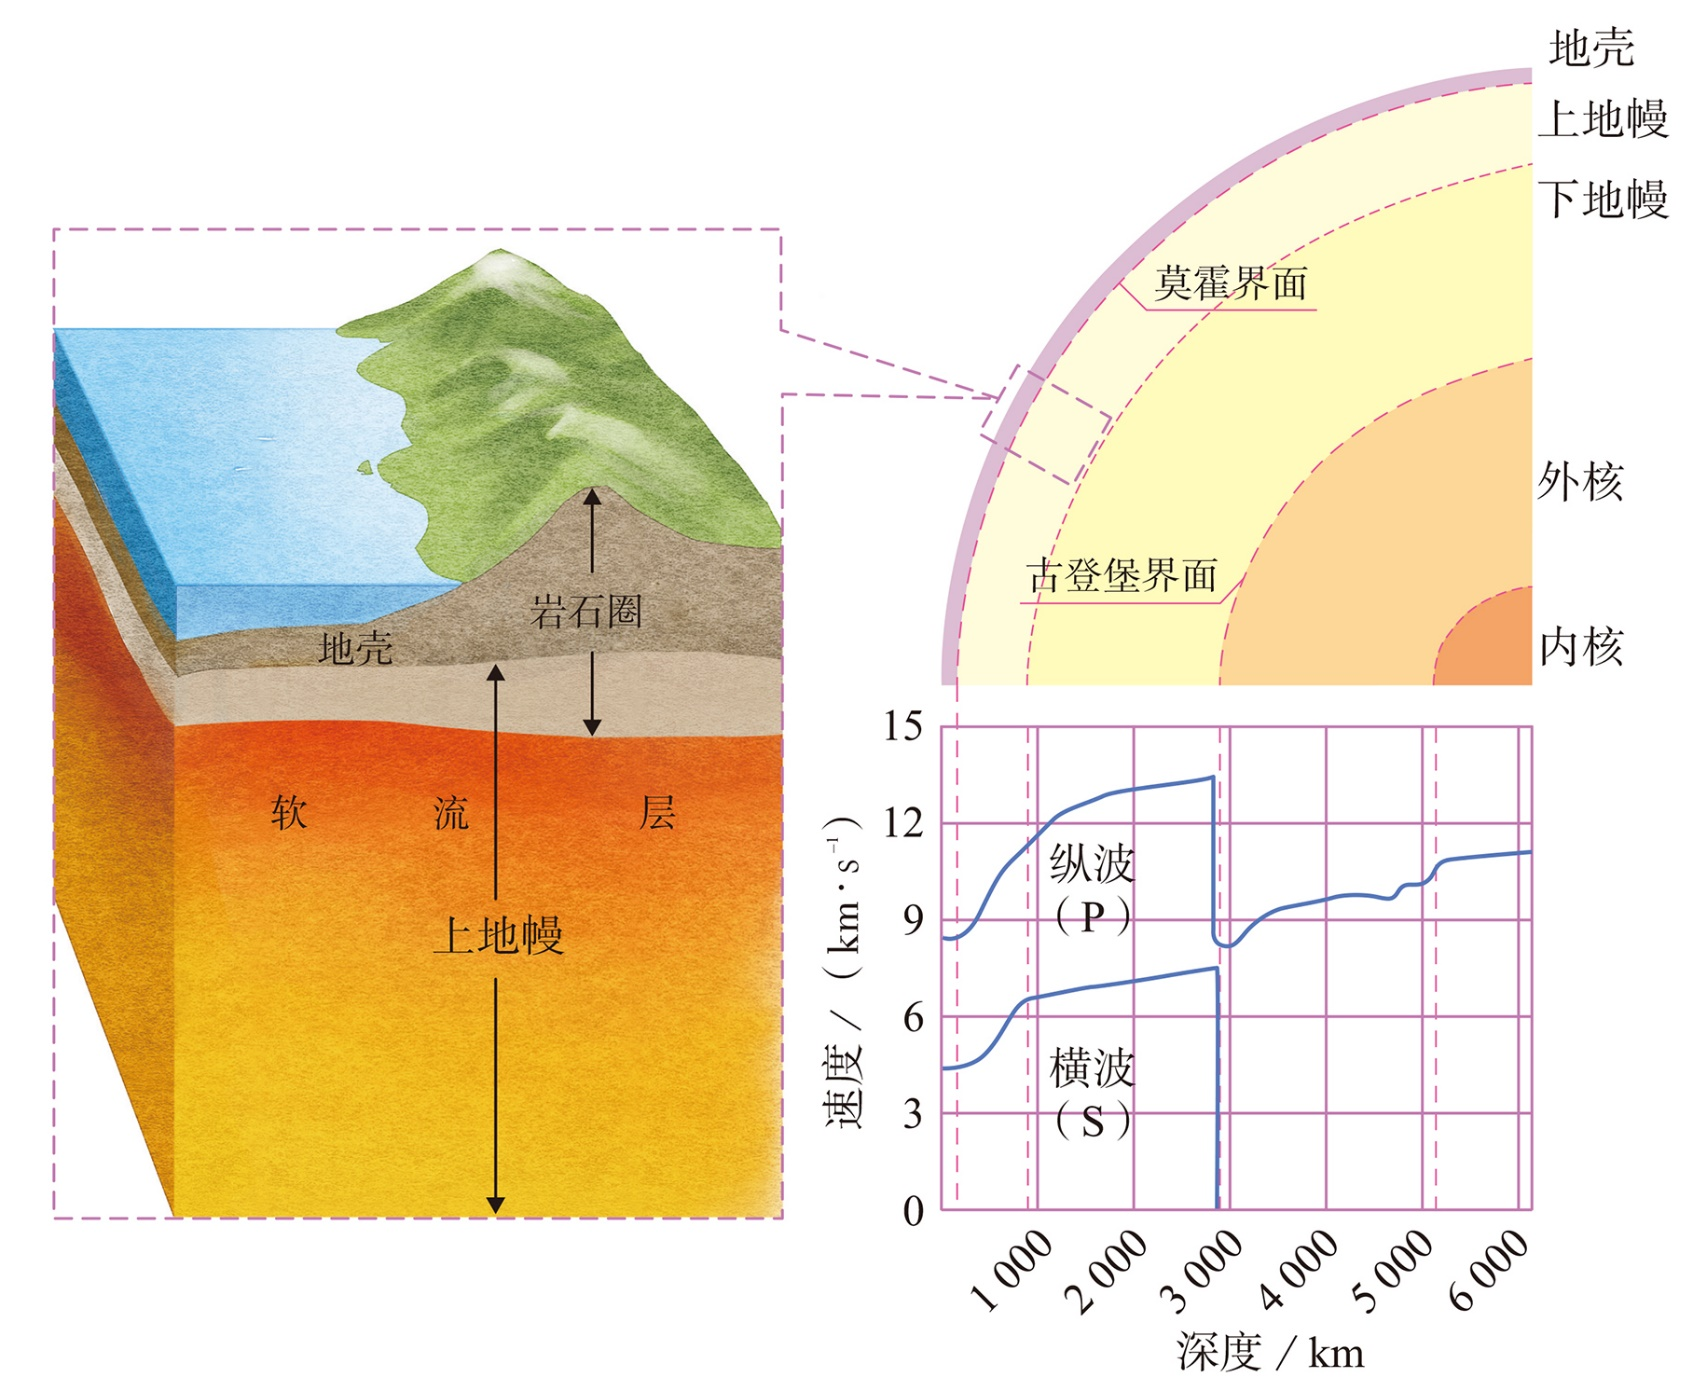 地壳
上地幔
下地幔
莫霍界面
外核
古登堡界面
内核
岩石圈
地壳
软流层
上地幔
15
12
9
6
3
0
速度 / (km·s⁻¹)
纵波
(P)
横波
(S)
1 000
2 000
3 000
4 000
5 000
6 000
深度 / km